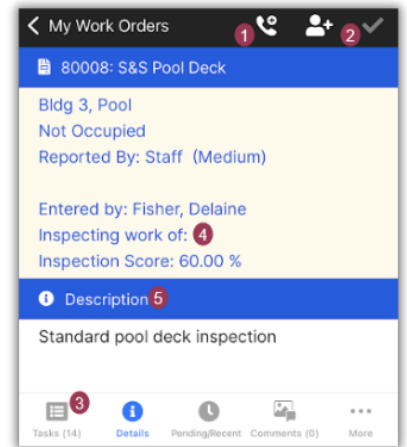 My Work Orders 1 2
80008: S&S Pool Deck
Bldg 3, Pool
Not Occupied
Reported By: Staff (Medium)
Entered by: Fisher, Delaine
Inspecting work of: 4
Inspection Score: 60.00 %
Description 5
Standard pool deck inspection
3
Tasks (14) Details Pending/Recent Comments (0) More